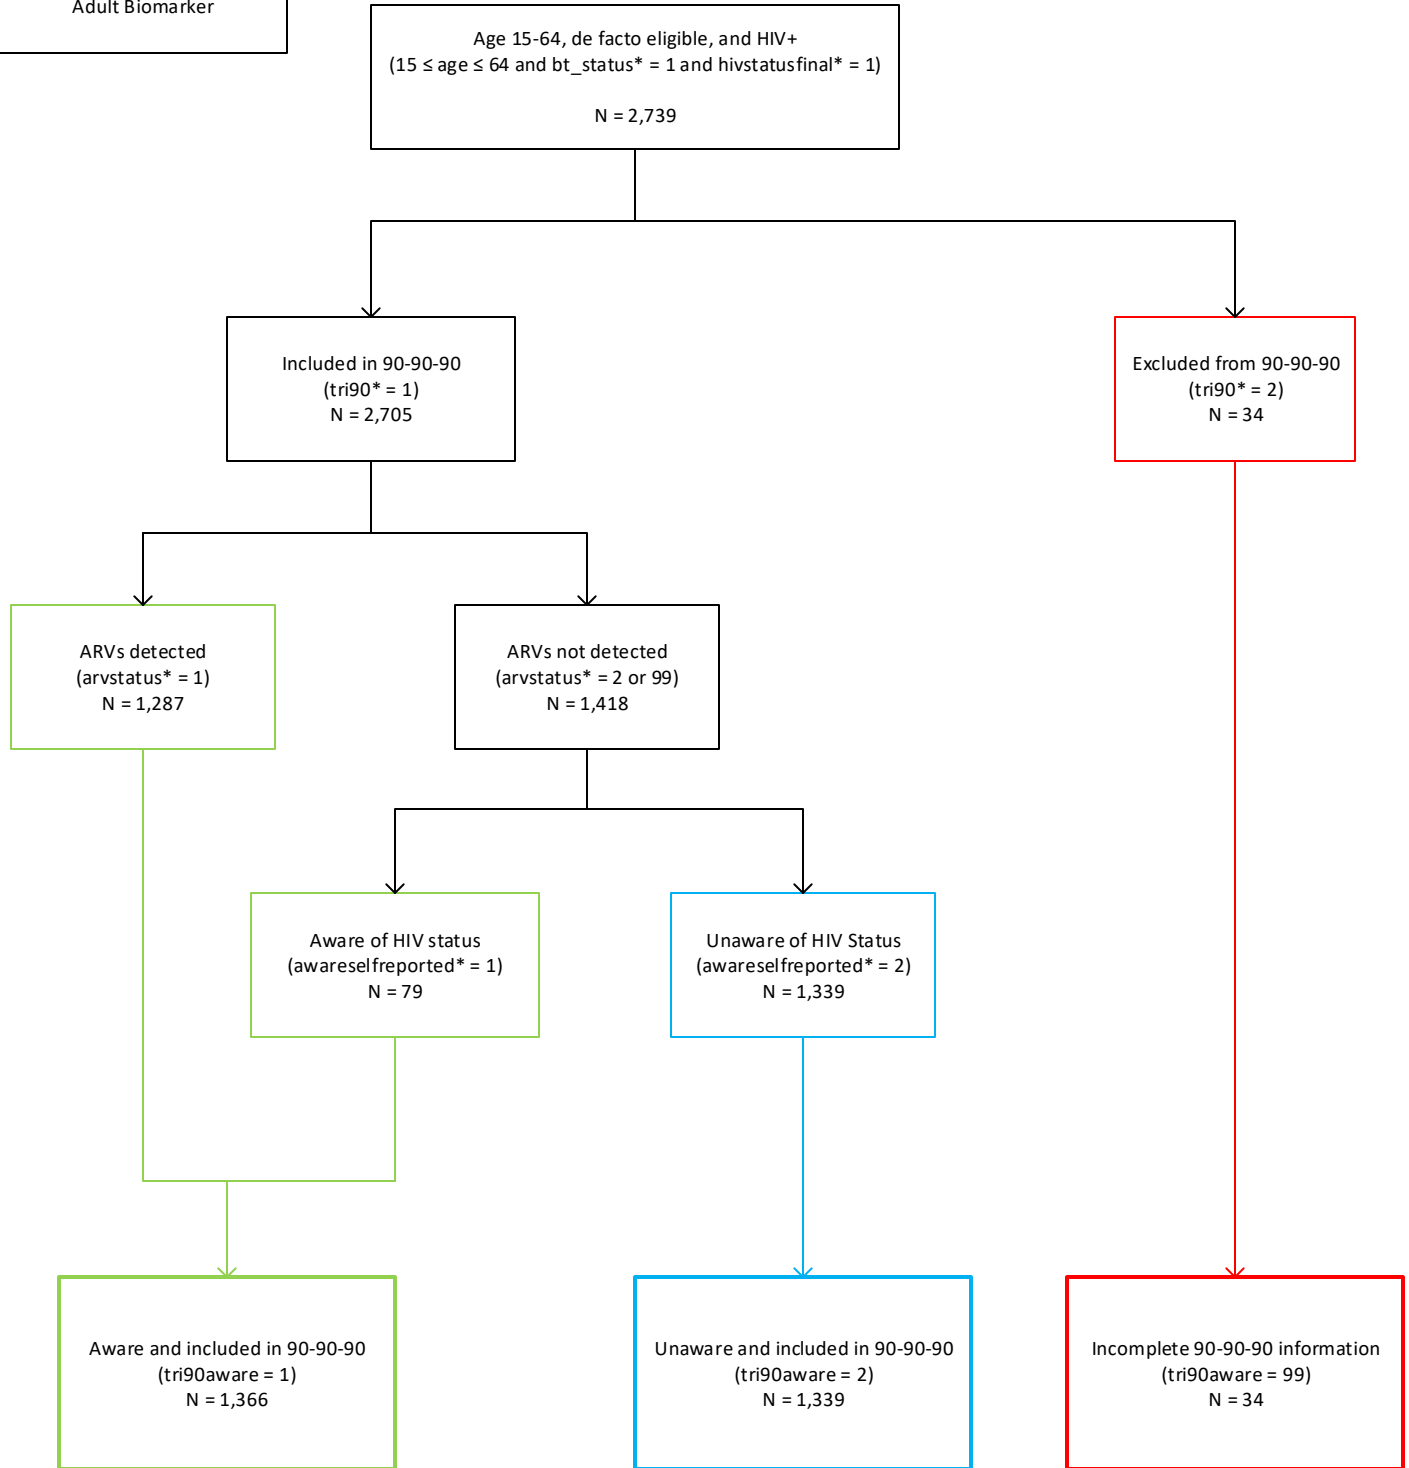 Adult Biomarker
Age 15-64, de facto eligible, and HIV+
(15 ≤ age ≤ 64 and bt_status* = 1 and hivstatusfinal* = 1)
N = 2,739
Included in 90-90-90
(tri90* = 1)
N = 2,705
Excluded from 90-90-90
(tri90* = 2)
N = 34
ARVs detected
(arvstatus* = 1)
N = 1,287
ARVs not detected
(arvstatus* = 2 or 99)
N = 1,418
Aware of HIV status
(awareselfreported* = 1)
N = 79
Unaware of HIV Status
(awareselfreported* = 2)
N = 1,339
Aware and included in 90-90-90
(tri90aware = 1)
N = 1,366
Unaware and included in 90-90-90
(tri90aware = 2)
N = 1,339
Incomplete 90-90-90 information
(tri90aware = 99)
N = 34